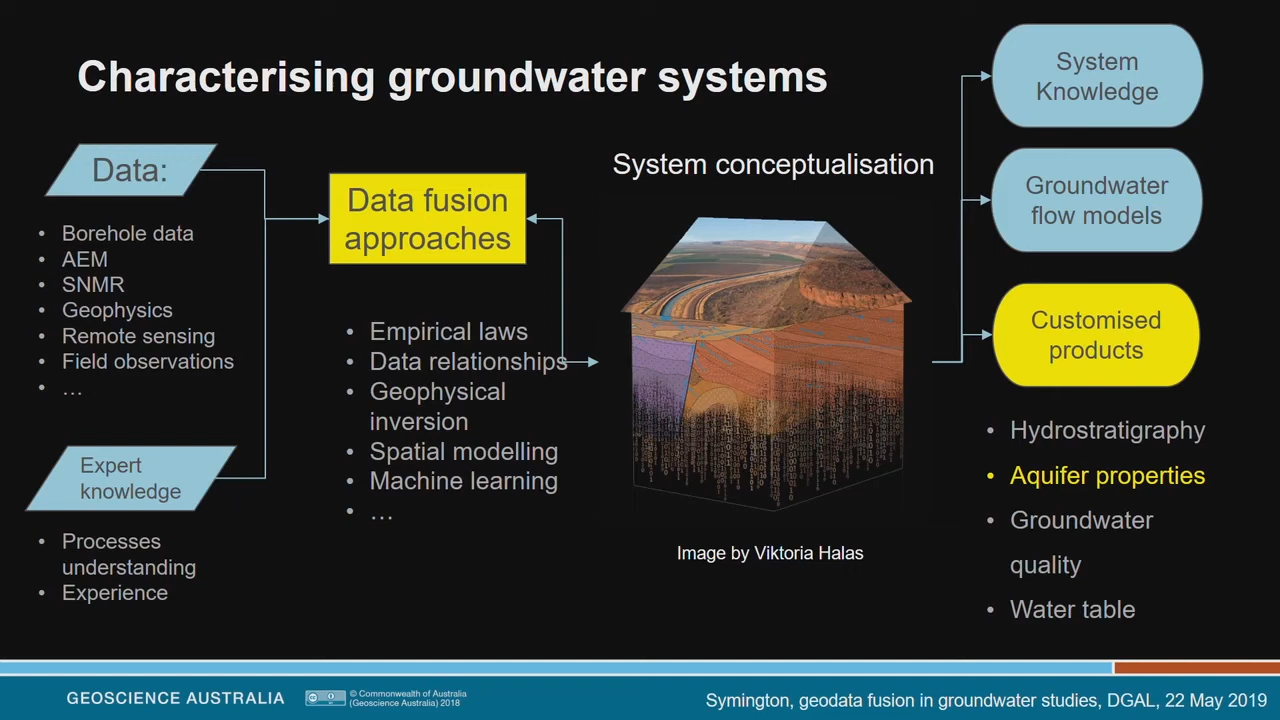 Characterising groundwater systems
Data:
• Borehole data
• AEM
• SNMR
• Geophysics
• Remote sensing
• Field observations
• …
Expert
knowledge
• Processes
understanding
• Experience
Data fusion
approaches
• Empirical laws
• Data relationships
• Geophysical
inversion
• Spatial modelling
• Machine learning
• …
System conceptualisation
Image by Viktoria Halas
System
Knowledge
Groundwater
flow models
Customised
products
• Hydrostratigraphy
• Aquifer properties
• Groundwater
quality
• Water table
GEOSCIENCE AUSTRALIA
© Commonwealth of Australia
(Geoscience Australia) 2018
Symington, geodata fusion in groundwater studies, DGAL, 22 May 2019